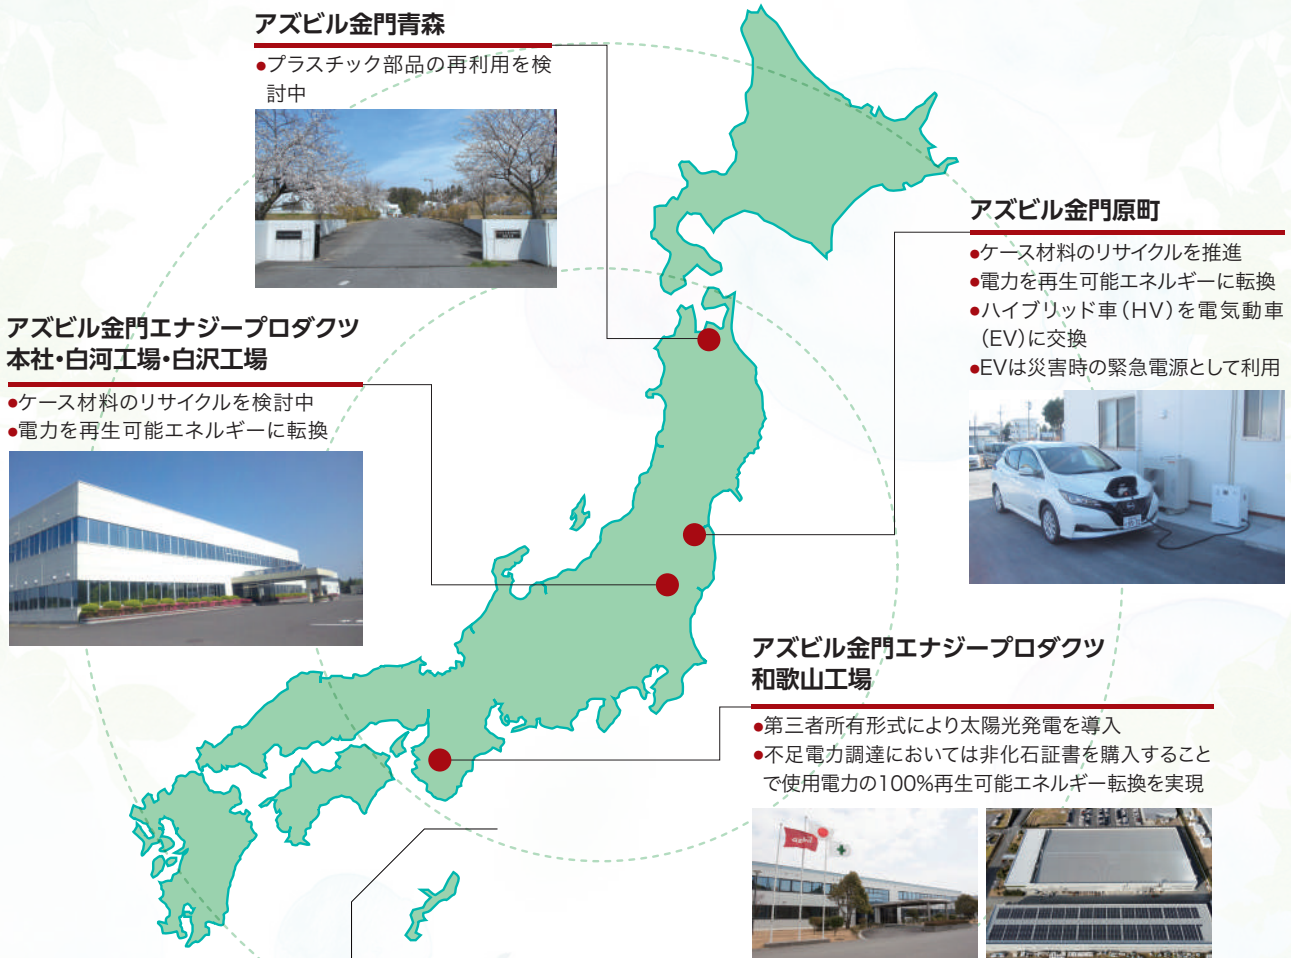 アズビル金門青森
●プラスチック部品の再利用を検
討中
アズビル金門原町
●ケース材料のリサイクルを推進
●電力を再生可能エネルギーに転換
●ハイブリッド車(HV)を電気動車
(EV)に交換
●EVは災害時の緊急電源として利用
アズビル金門エナジープロダクツ
本社・白河工場・白沢工場
●ケース材料のリサイクルを検討中
●電力を再生可能エネルギーに転換
アズビル金門エナジープロダクツ
和歌山工場
●第三者所有形式により太陽光発電を導入
●不足電力調達においては非化石証書を購入すること
で使用電力の100%再生可能エネルギー転換を実現